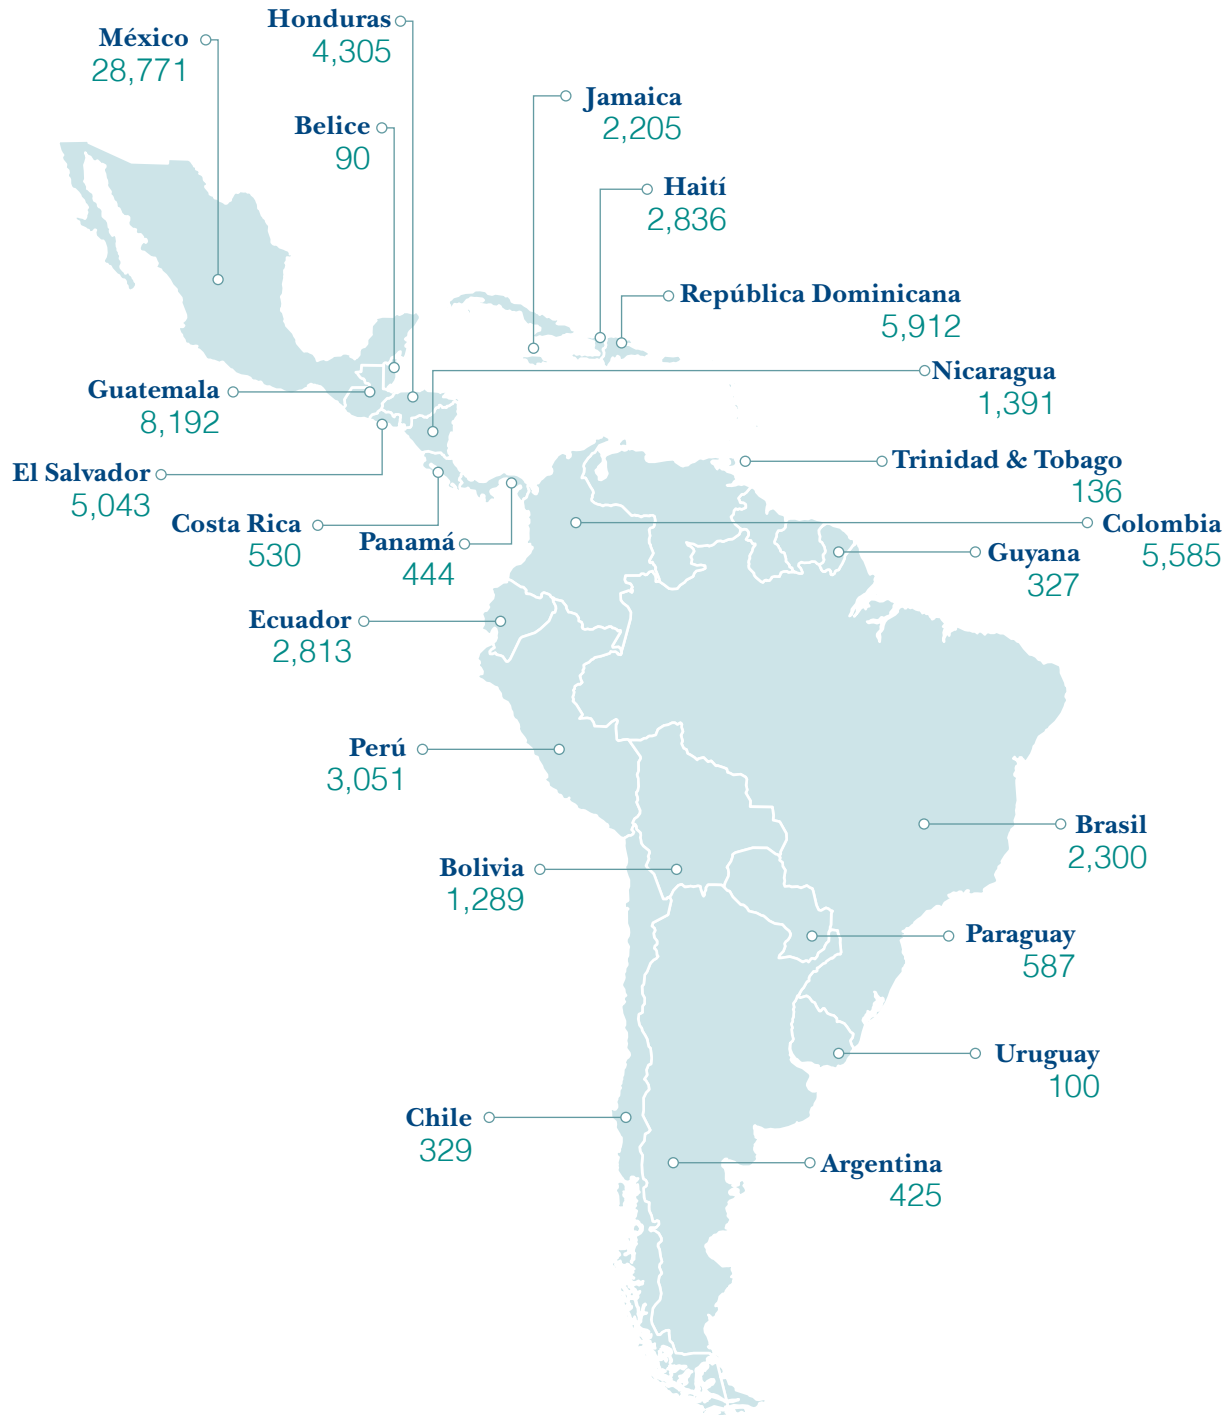 Honduras
4,305
México
28,771
Jamaica
2,205
Belice
90
Haití
2,836
República Dominicana
5,912
Nicaragua
1,391
Guatemala
8,192
Trinidad & Tobago
136
El Salvador
5,043
Costa Rica
530
Panamá
444
Colombia
5,585
Guyana
327
Ecuador
2,813
Perú
3,051
Brasil
2,300
Bolivia
1,289
Paraguay
587
Uruguay
100
Chile
329
Argentina
425